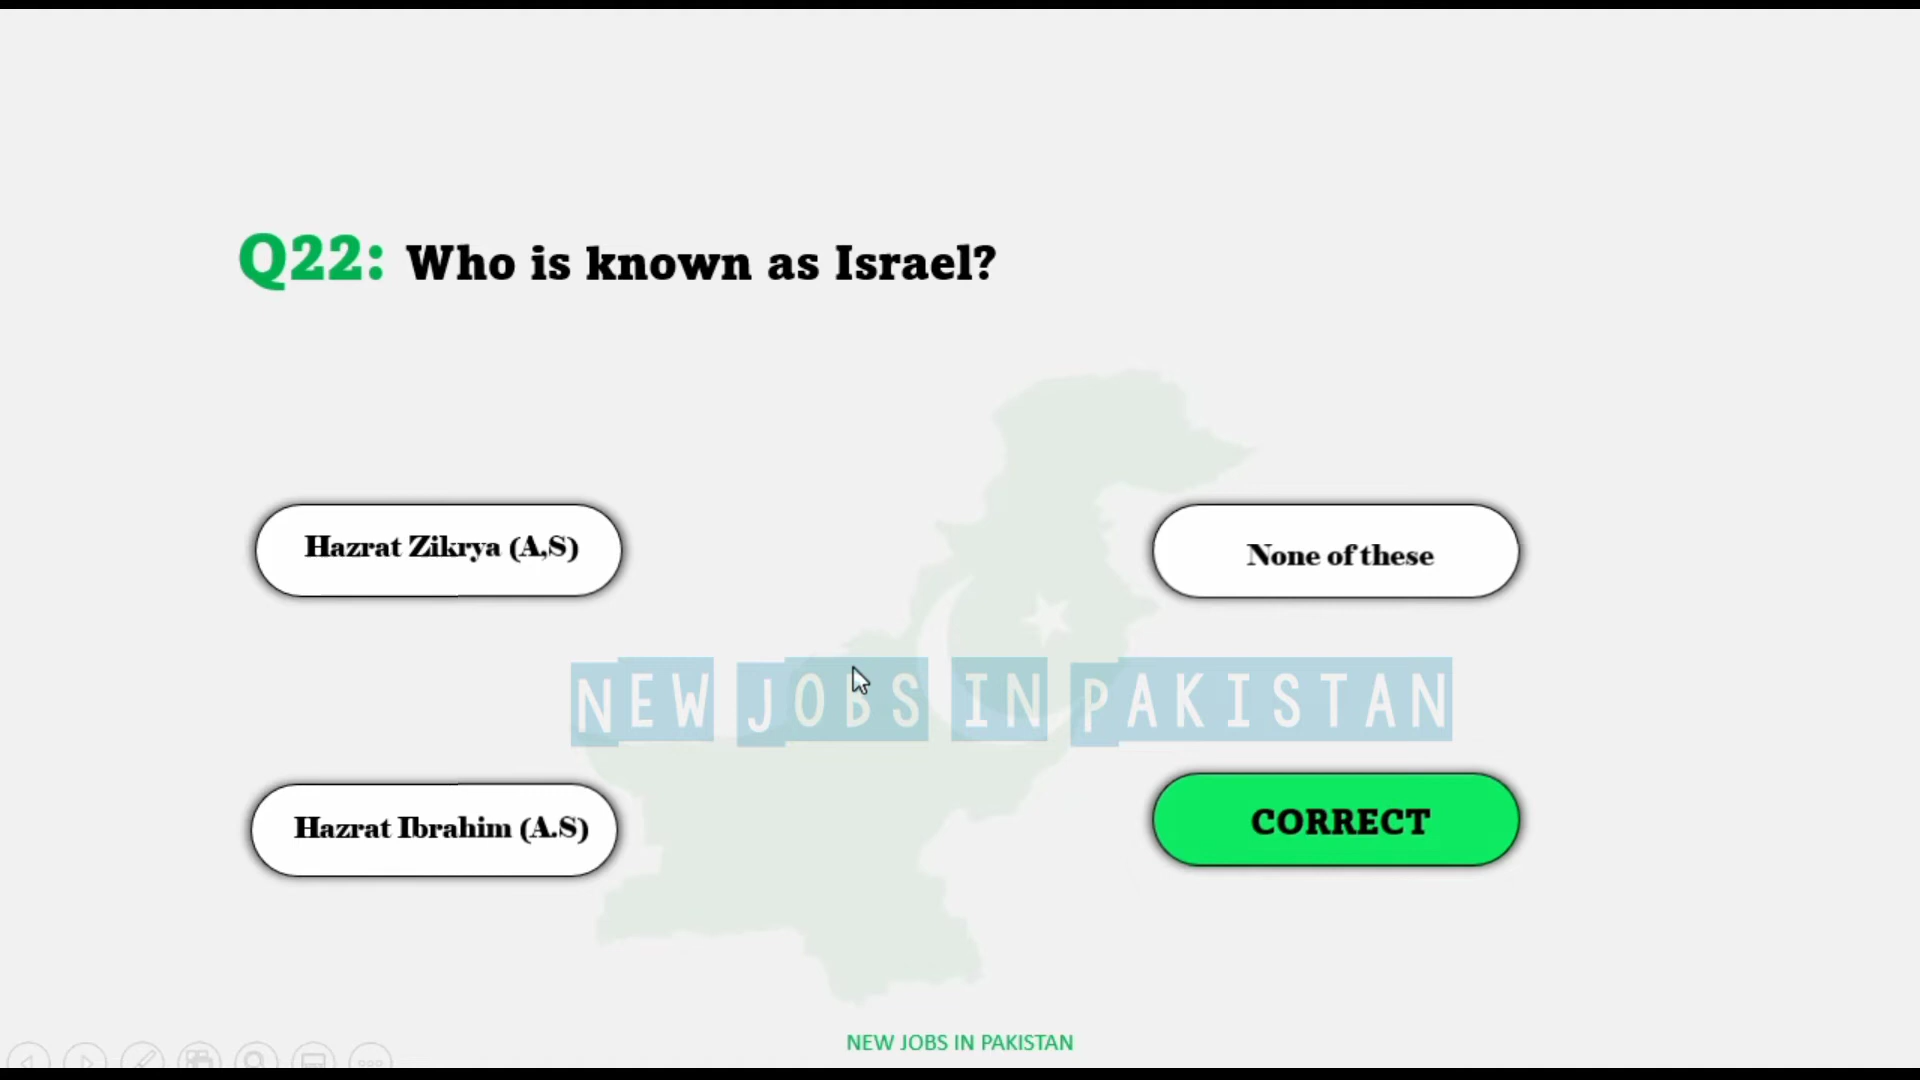 Q22: Who is known as Israel?
Hazrat Zikrya (A,S)
None of these
NEW JOBS IN PAKISTAN
Hazrat Ibrahim (A.S)
CORRECT
NEW JOBS IN PAKISTAN